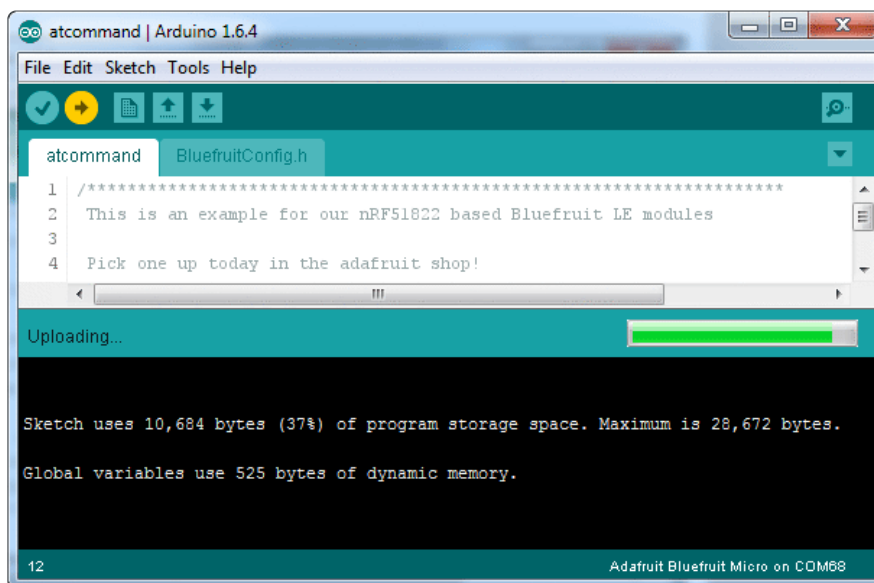 atcommand | Arduino 1.6.4
File Edit Sketch Tools Help
atcommand BluefruitConfig.h
1 /*********************************************************************
2 This is an example for our nRF51822 based Bluefruit LE modules
3
4 Pick one up today in the adafruit shop!
Uploading...
Sketch uses 10,684 bytes (37%) of program storage space. Maximum is 28,672 bytes.
Global variables use 525 bytes of dynamic memory.
12 Adafruit Bluefruit Micro on COM68